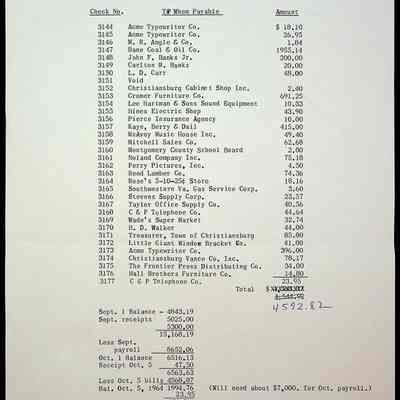 Check No. To Whom Payable Amount
3144 Acme Typewriter Co. $ 18.10
3145 Acme Typewriter Co. 26.95
3146 W. R. Angle & Co. 1.04
3147 Bane Coal & Oil Co. 1955.14
3148 John F. Banks Jr. 200.00
3149 Carlton R. Banks 20.00
3150 L. D. Carr 48.00
3151 Void
3152 Christiansburg Cabinet Shop Inc. 2.40
3153 Cromer Furniture Co. 691.25
3154 Lee Hartman & Sons Sound Equipment 10.83
3155 Hines Electric Shop 43.90
3156 Pierce Insurance Agency 10.00
3157 Kays, Berry & Dail 415.00
3158 McAvoy Music House Inc. 49.40
3159 Mitchell Sales Co. 62.68
3160 Montgomery County School Board 2.00
3161 Noland Company Inc. 75.18
3162 Perry Pictures, Inc. 4.50
3163 Reed Lumber Co. 74.36
3164 Rose's 5-10-25¢ Store 18.16
3165 Southwestern Va. Gas Service Corp. 3.60
3166 Steeves Supply Corp. 23.57
3167 Taylor Office Supply Co. 40.56
3168 C & P Telephone Co. 44.64
3169 Wade's Super Market 32.74
3170 H. D. Walker 44.00
3171 Treasurer, Town of Christiansburg 85.00
3172 Little Giant Window Bracket Co. 41.00
3173 Acme Typewriter Co. 396.00
3174 Christiansburg Vance Co. Inc. 78.17
3175 The Frontier Press Distributing Co. 34.00
3176 Hall Brothers Furniture Co. 14.80
3177 C & P Telephone Co. 23.95
Total $
4592.82
Sept. 1 Balance - 4843.19
Sept. receipts 5025.00
5300.00
15,168.19
Less Sept.
payroll 8652.06
Oct. 1 Balance 6516.13
Receipt Oct. 5 47.50
6563.63
Less Oct. 5 bills 4568.87
Bal. Oct. 5, 1964 1994.76 (Will need about $7,000. for Oct. payroll.)
23.95